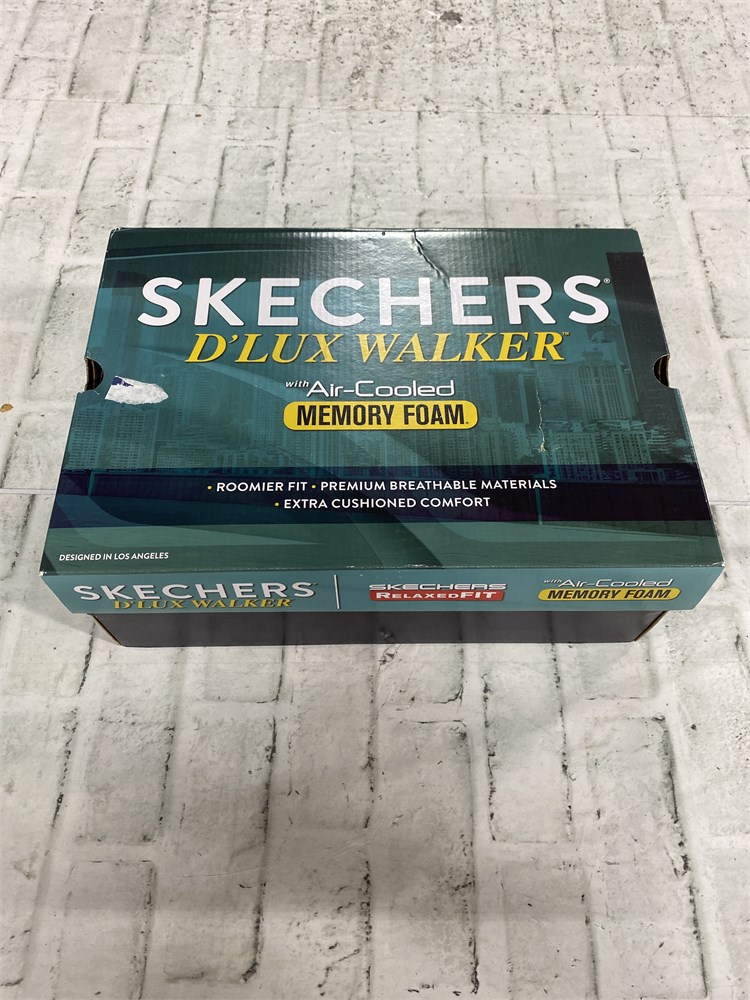 SKECHERS®
D'LUX WALKER™
with Air-Cooled
MEMORY FOAM®
• ROOMIER FIT • PREMIUM BREATHABLE MATERIALS
• EXTRA CUSHIONED COMFORT
DESIGNED IN LOS ANGELES
SKECHERS®
D'LUX WALKER™
SKECHERS
RELAXED FIT
with Air-Cooled
MEMORY FOAM